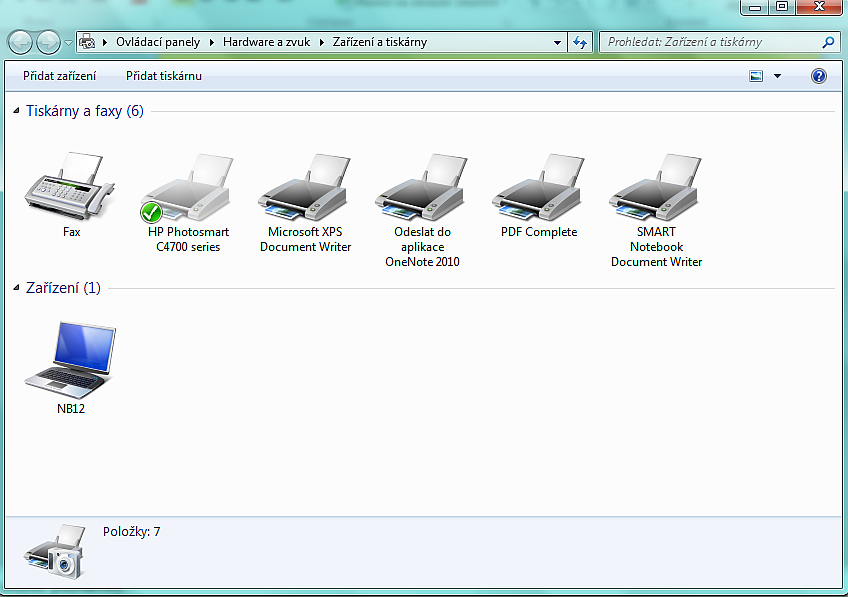 Ovládací panely Hardware a zvuk Zařízení a tiskárny
Prohledat: Zařízení a tiskárny
Přidat zařízení Přidat tiskárnu
Tiskárny a faxy (6)
Fax
HP Photosmart
C4700 series
Microsoft XPS
Document Writer
Odeslat do
aplikace
OneNote 2010
PDF Complete
SMART
Notebook
Document Writer
Zařízení (1)
NB12
Položky: 7